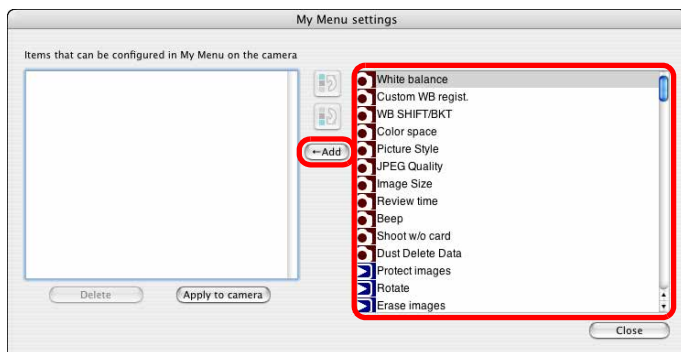 My Menu settings
Items that can be configured in My Menu on the camera
←Add
Delete
Apply to camera
White balance
Custom WB regist.
WB SHIFT/BKT
Color space
Picture Style
JPEG Quality
Image Size
Review time
Beep
Shoot w/o card
Dust Delete Data
Protect images
Rotate
Erase images
Close